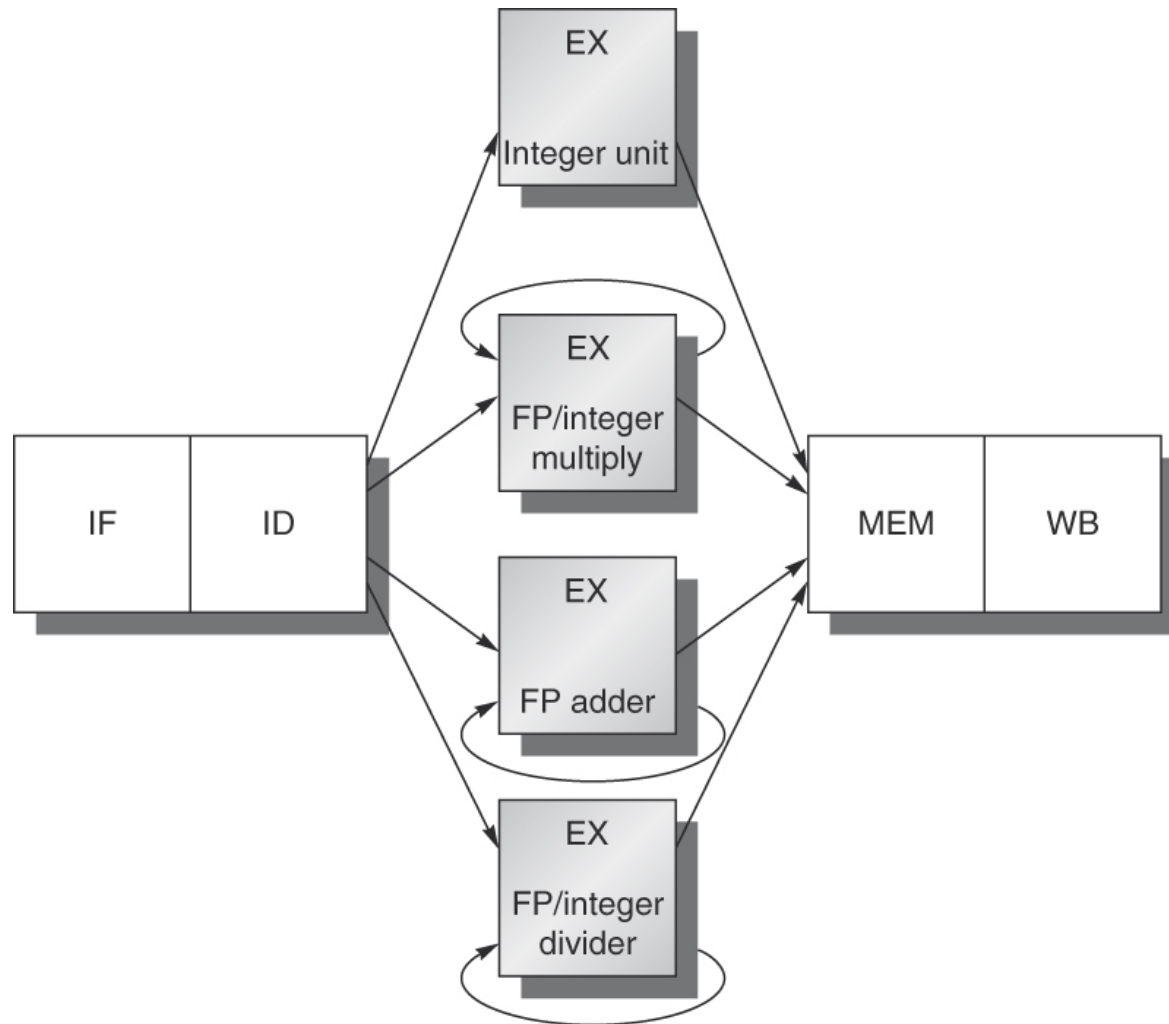 EX
Integer unit
EX
FP/integer
multiply
IF
ID
MEM
WB
EX
FP adder
EX
FP/integer
divider